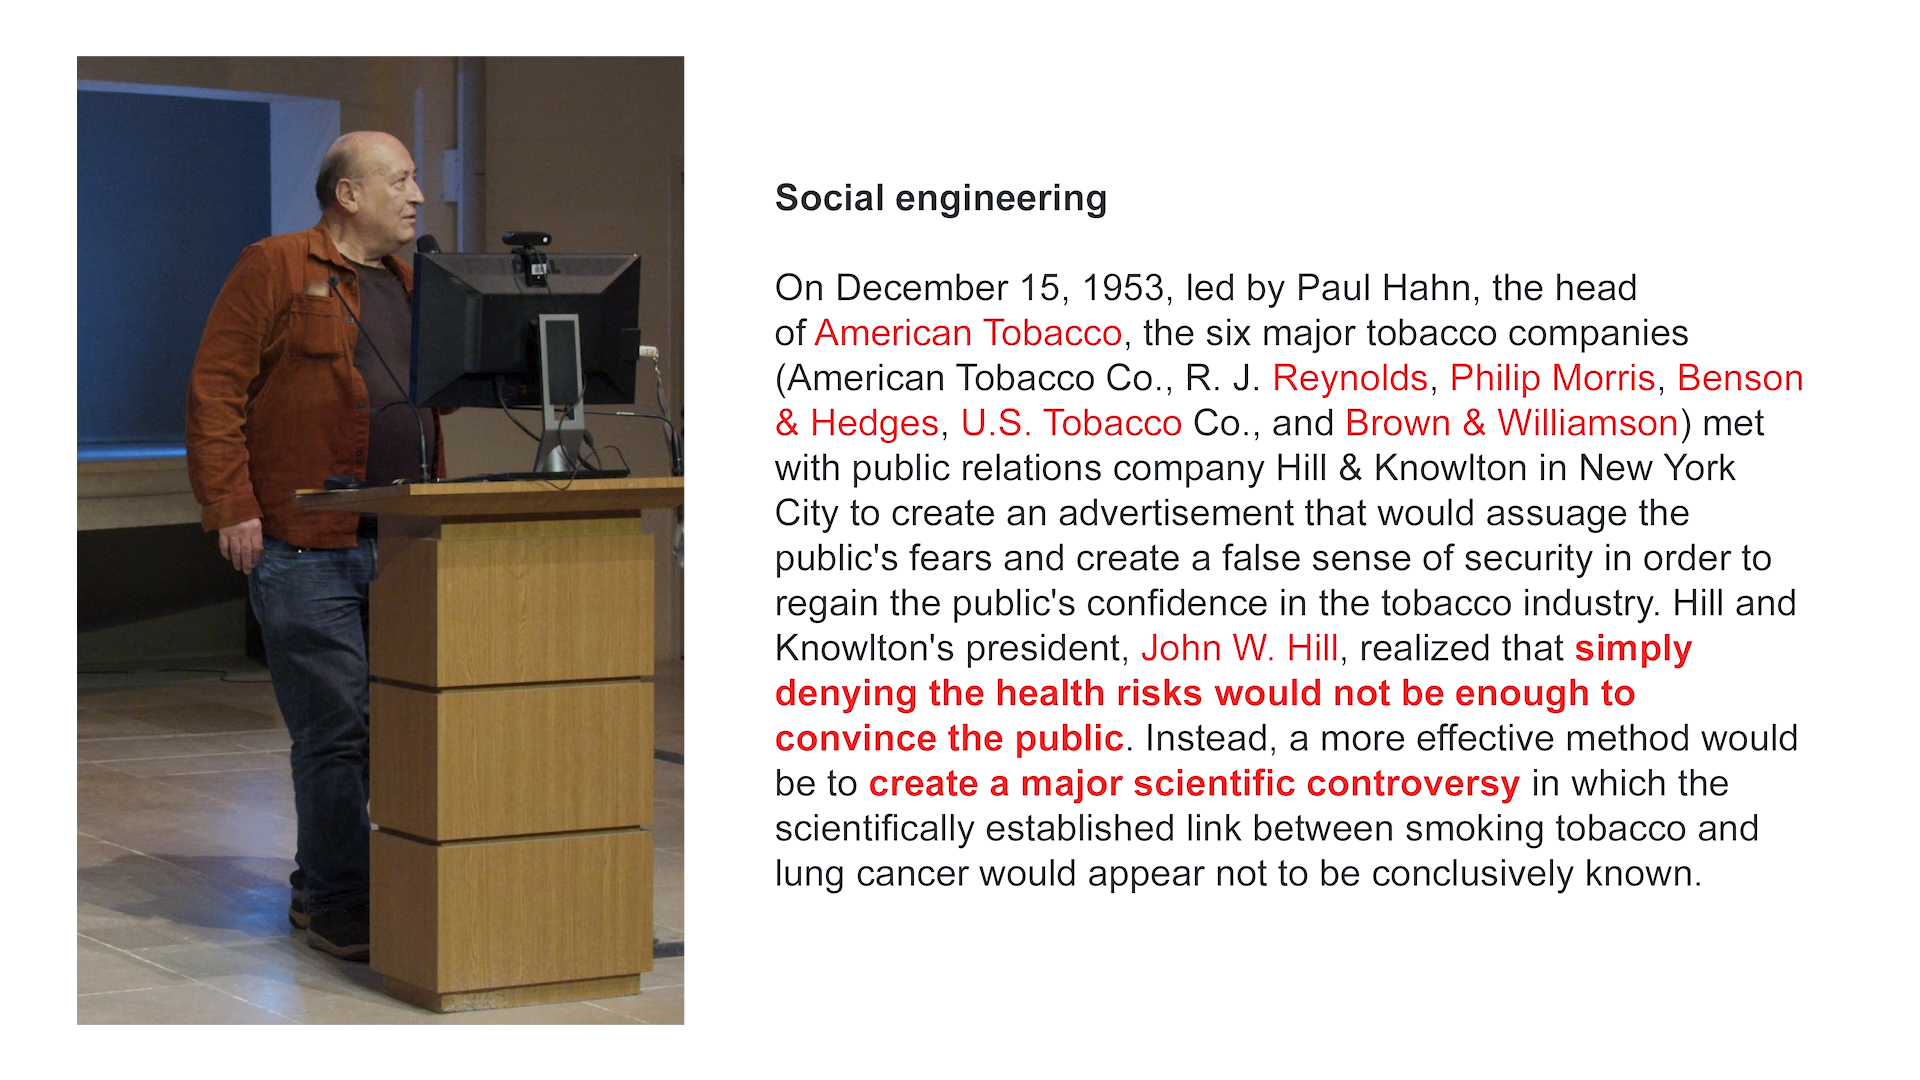 Social engineering
On December 15, 1953, led by Paul Hahn, the head
of American Tobacco, the six major tobacco companies
(American Tobacco Co., R. J. Reynolds, Philip Morris, Benson
& Hedges, U.S. Tobacco Co., and Brown & Williamson) met
with public relations company Hill & Knowlton in New York
City to create an advertisement that would assuage the
public's fears and create a false sense of security in order to
regain the public's confidence in the tobacco industry. Hill and
Knowlton's president, John W. Hill, realized that simply
denying the health risks would not be enough to
convince the public. Instead, a more effective method would
be to create a major scientific controversy in which the
scientifically established link between smoking tobacco and
lung cancer would appear not to be conclusively known.